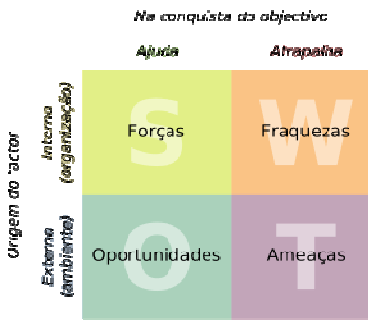 Na conquista do objectivo
Ajuda
Atrapalha
Origem do factor
Interna
(organização)
S
Forças
W
Fraquezas
Externa
(ambiente)
O
Oportunidades
T
Ameaças